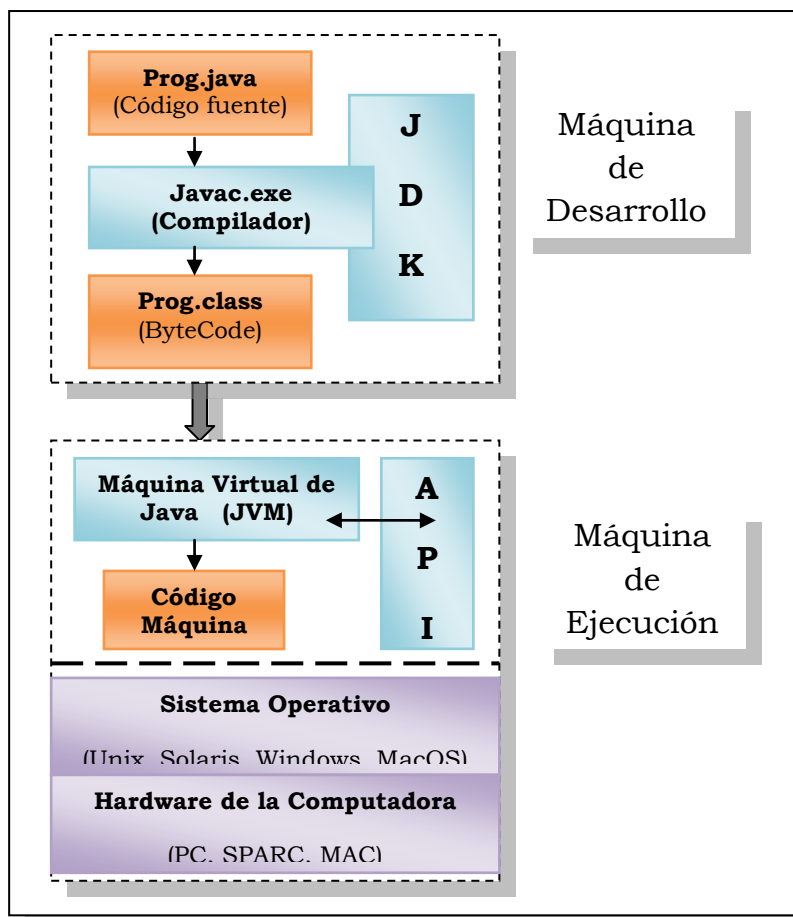 Prog.java
(Código fuente)
J
D
K
Javac.exe
(Compilador)
Prog.class
(ByteCode)
Máquina
de
Desarrollo
Máquina Virtual de
Java (JVM)
A
P
I
Código
Máquina
Máquina
de
Ejecución
Sistema Operativo
(Unix, Solaris, Windows, MacOS)
Hardware de la Computadora
(PC, SPARC, MAC)